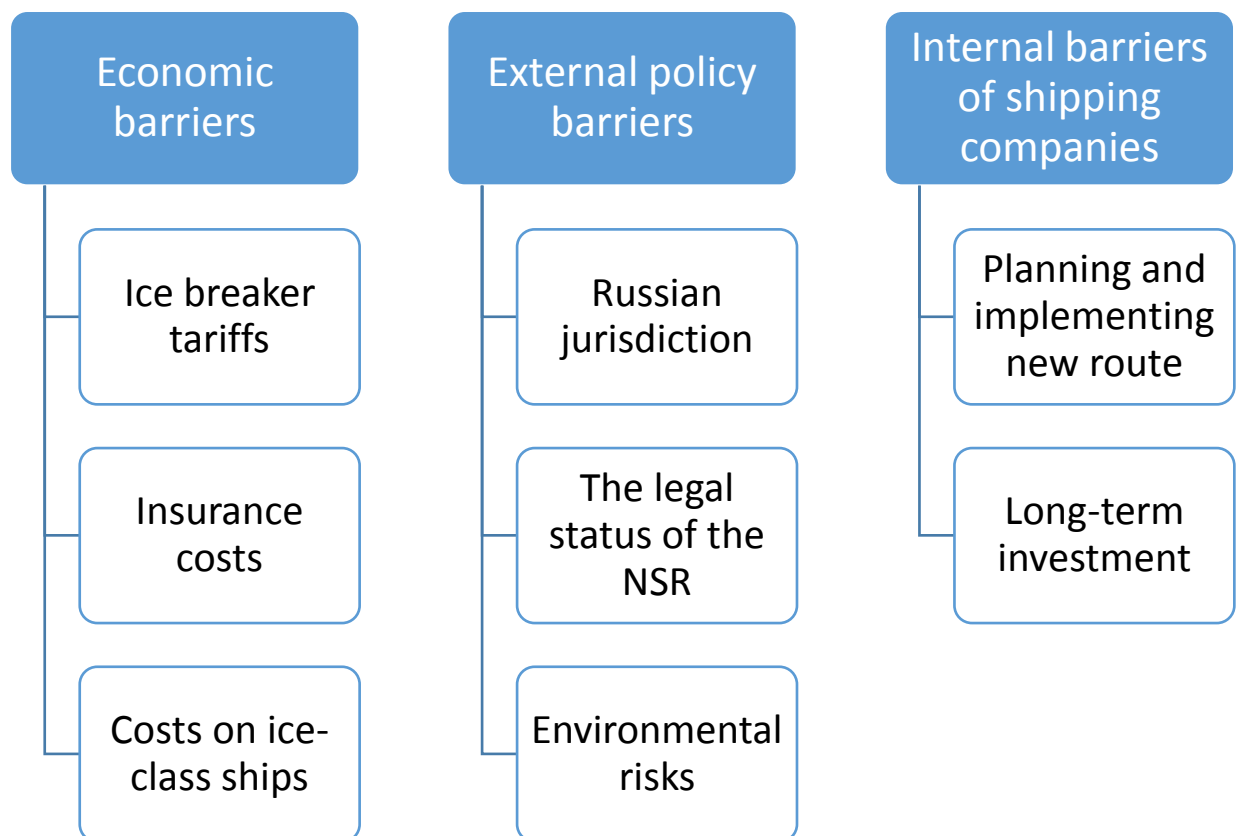 Economic
barriers
Ice breaker
tariffs
Insurance
costs
Costs on ice-
class ships
External policy
barriers
Russian
jurisdiction
The legal
status of the
NSR
Environmental
risks
Internal barriers
of shipping
companies
Planning and
implementing
new route
Long-term
investment